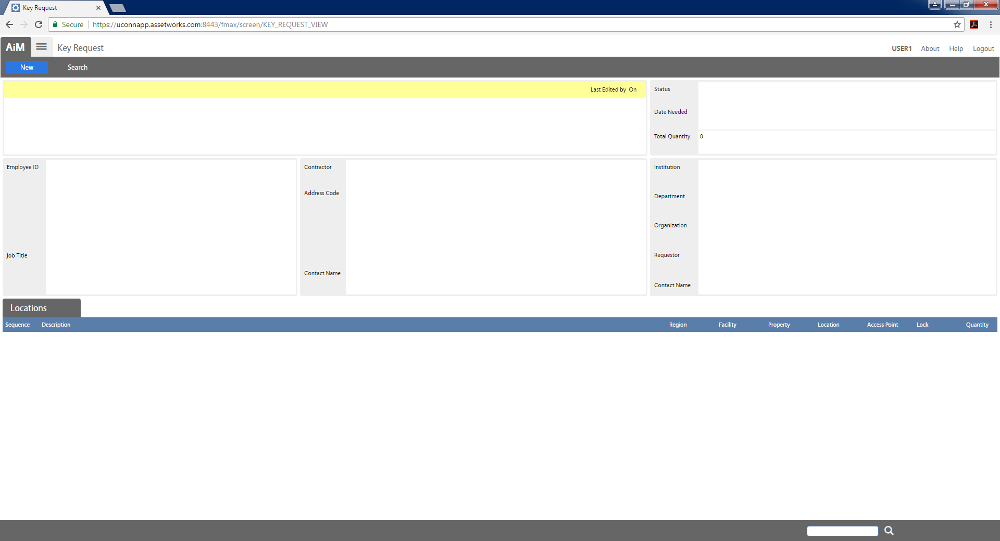 Key Request
Secure https://uconnapp.assetworks.com:8443/fmax/screen/KEY_REQUEST_VIEW
AiM Key Request USER1 About Help Logout
New Search
Last Edited by On
Status
Date Needed
Total Quantity 0
Employee ID
Job Title
Contractor
Address Code
Contact Name
Institution
Department
Organization
Requestor
Contact Name
Locations
Sequence Description Region Facility Property Location Access Point Lock Quantity